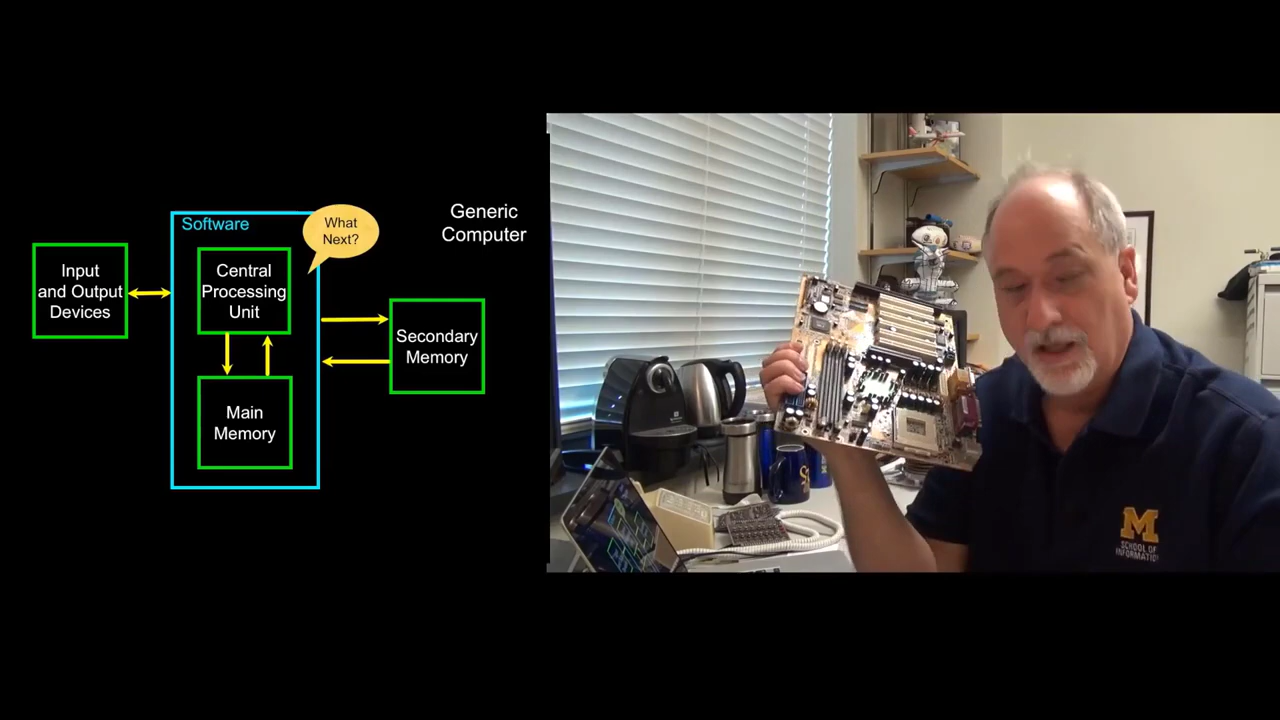 Generic
Computer
Software
What
Next?
Input
and Output
Devices
Central
Processing
Unit
Secondary
Memory
Main
Memory
M
SCHOOL OF
INFORMATION